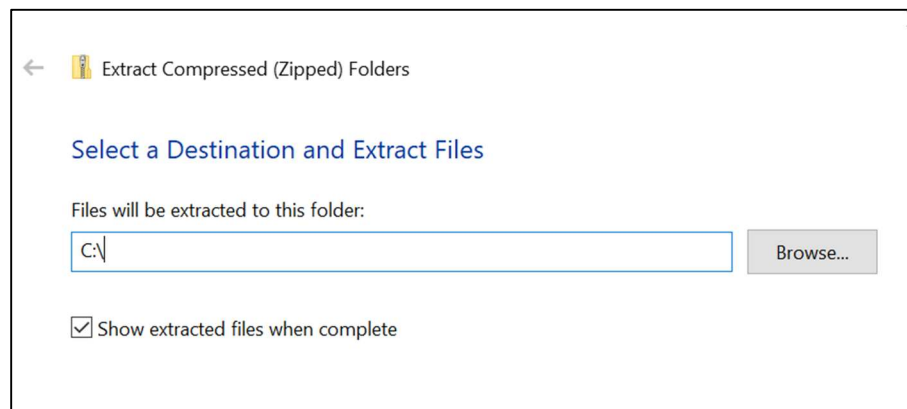 Extract Compressed (Zipped) Folders
Select a Destination and Extract Files
Files will be extracted to this folder:
C:\
Browse...
Show extracted files when complete